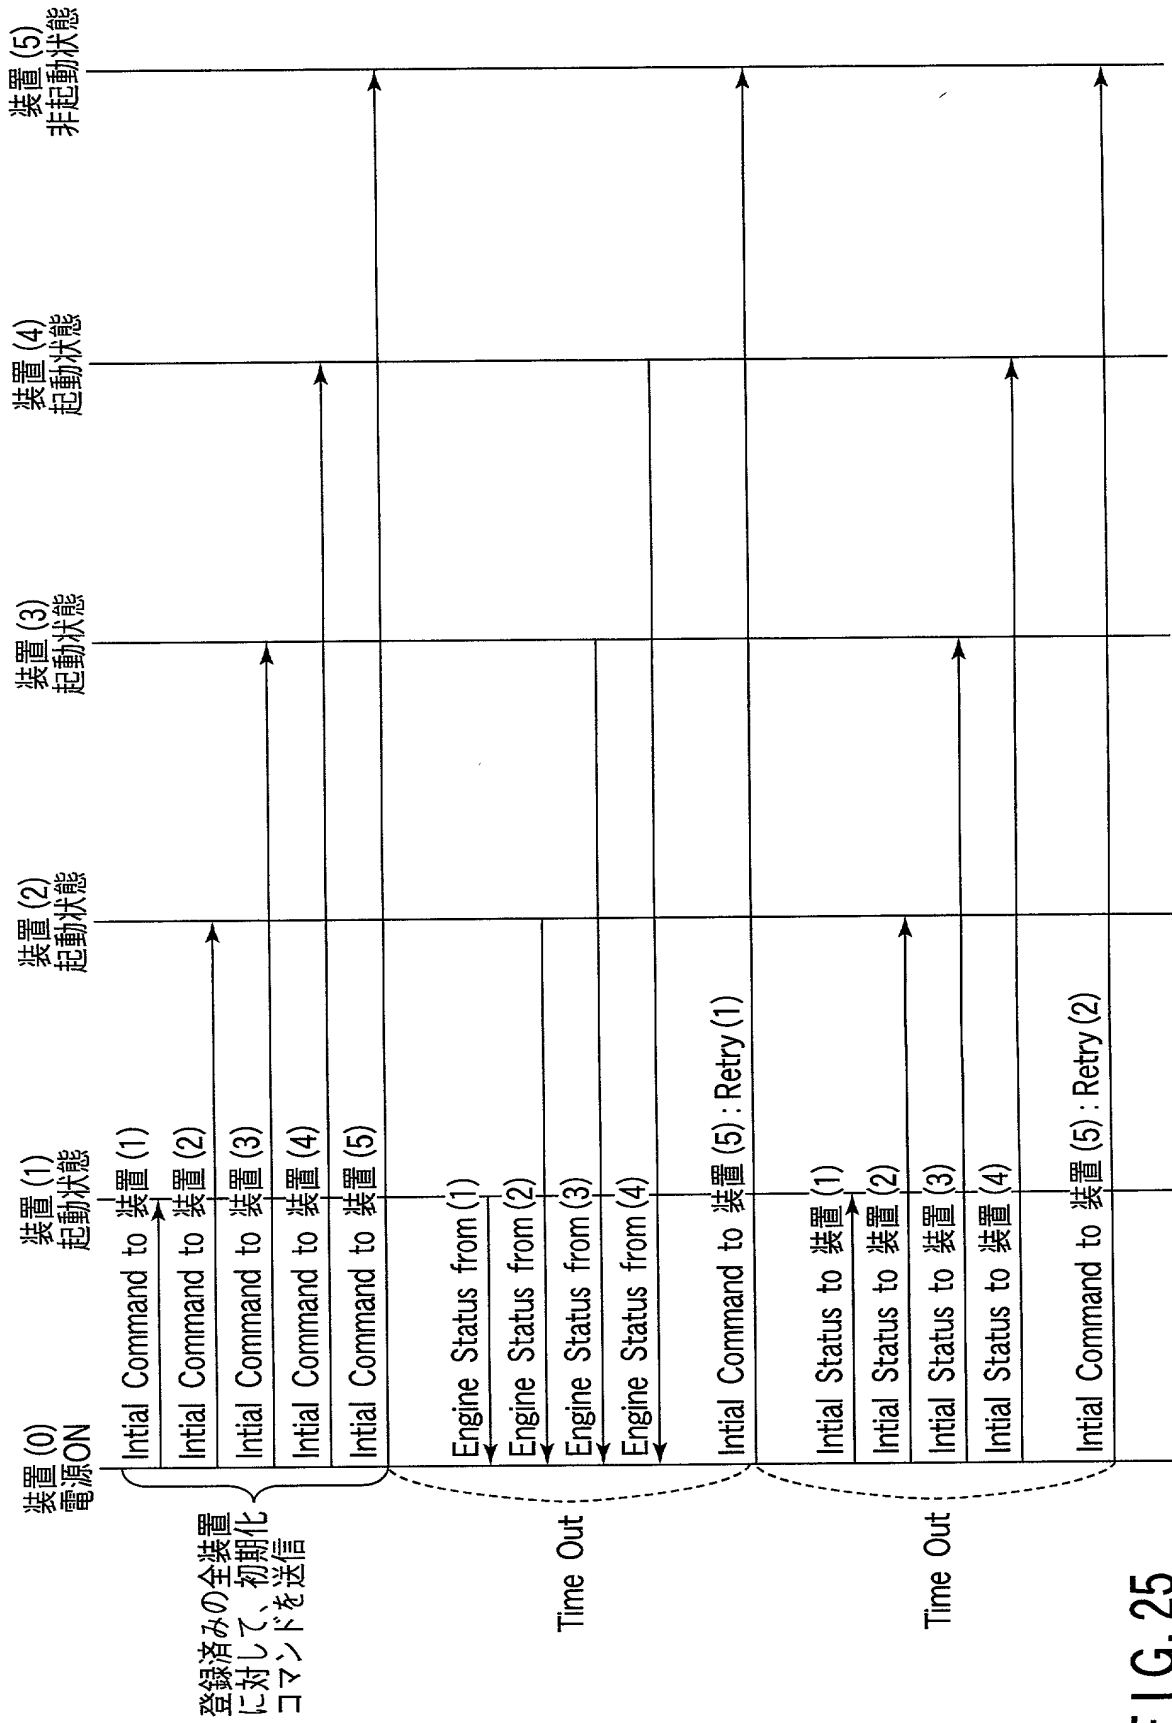 装置(0)
電源ON
装置(1)
起動状態
装置(2)
起動状態
装置(3)
起動状態
装置(4)
起動状態
装置(5)
非起動状態
登録済みの全装置
に対して、初期化
コマンドを送信
Intial Command to 装置(1)
Intial Command to 装置(2)
Intial Command to 装置(3)
Intial Command to 装置(4)
Intial Command to 装置(5)
Time Out
Engine Status from(1)
Engine Status from(2)
Engine Status from(3)
Engine Status from(4)
Intial Command to 装置(5):Retry(1)
Time Out
Intial Status to 装置(1)
Intial Status to 装置(2)
Intial Status to 装置(3)
Intial Status to 装置(4)
Intial Command to 装置(5):Retry(2)
FIG.25